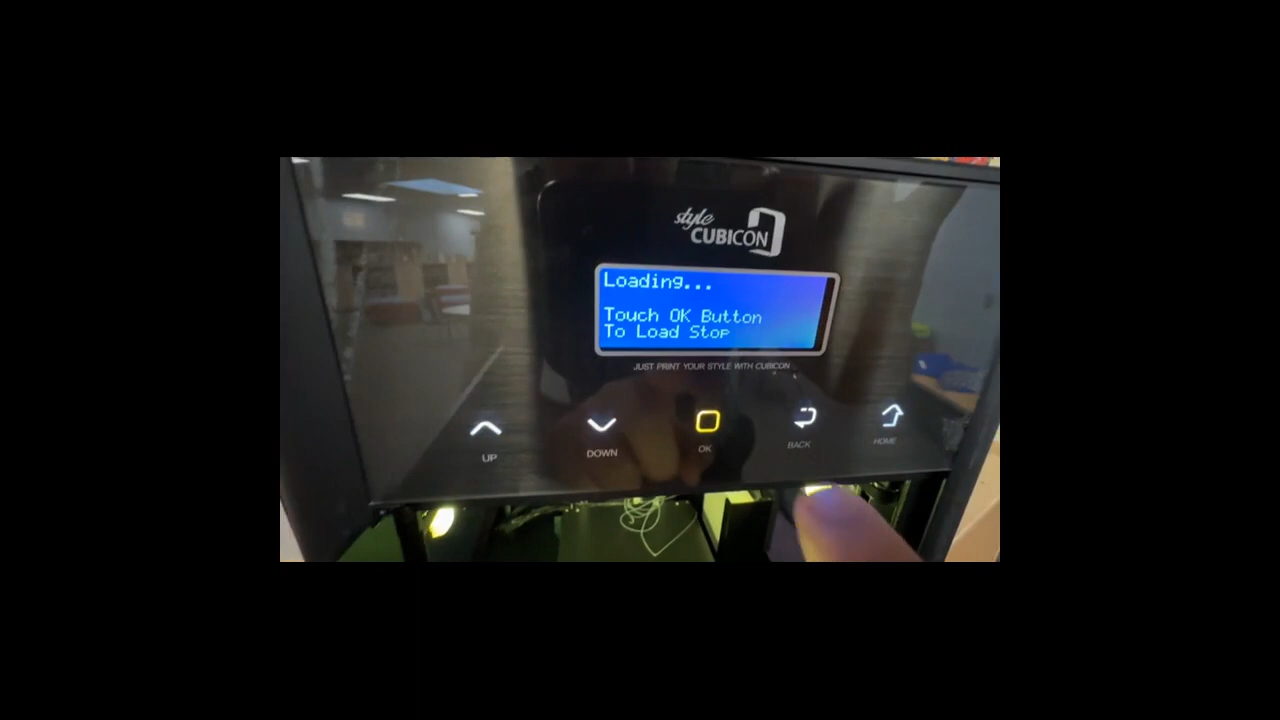 style
CUBICON
Loading...
Touch OK Button
To Load Stop
JUST PRINT YOUR STYLE WITH CUBICON
UP
DOWN
OK
BACK
HOME